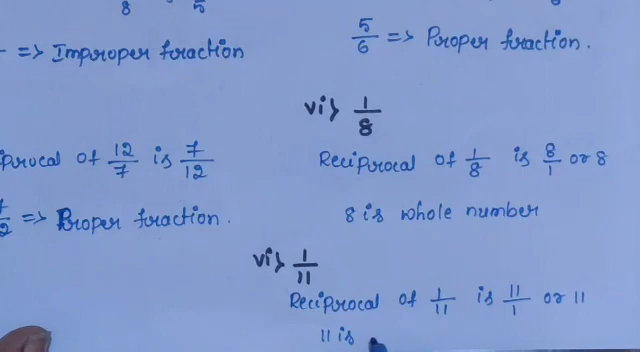 8 5
=> Improper fraction
5/6 => Proper fraction.
vi> 1/8
of 12/7 is 7/12
Reciprocal of 1/8 is 8/1 or 8
=> Proper fraction.
8 is whole number
vi> 1/11
Reciprocal of 1/11 is 11/1 or 11
11 is